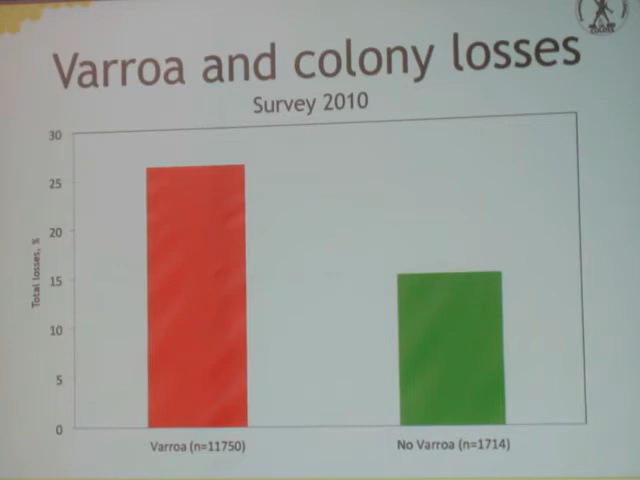 Varroa and colony losses
Survey 2010
Total losses, %
30
25
20
15
10
5
0
Varroa (n=11750)
No Varroa (n=1714)